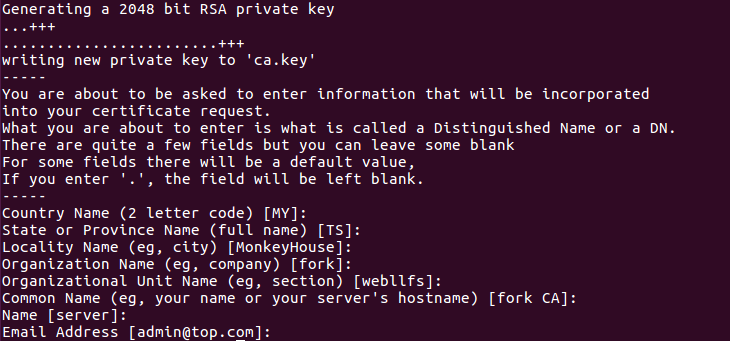 Generating a 2048 bit RSA private key
...+++
........................+++
writing new private key to 'ca.key'
-----
You are about to be asked to enter information that will be incorporated
into your certificate request.
What you are about to enter is what is called a Distinguished Name or a DN.
There are quite a few fields but you can leave some blank
For some fields there will be a default value,
If you enter '.', the field will be left blank.
-----
Country Name (2 letter code) [MY]:
State or Province Name (full name) [TS]:
Locality Name (eg, city) [MonkeyHouse]:
Organization Name (eg, company) [fork]:
Organizational Unit Name (eg, section) [webllfs]:
Common Name (eg, your name or your server's hostname) [fork CA]:
Name [server]:
Email Address [admin@top.com]: